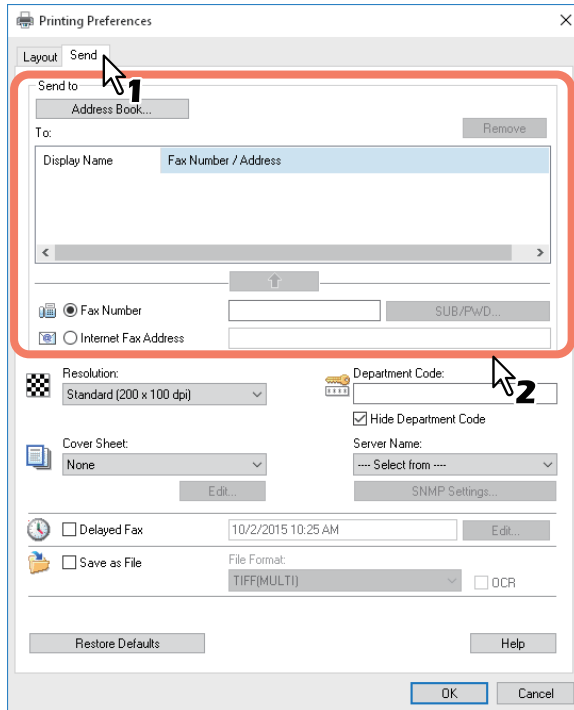 Printing Preferences
Layout Send
1
Send to
Address Book...
To:
Remove
Display Name Fax Number / Address
Fax Number
SUB/PWD...
Internet Fax Address
2
Resolution:
Standard (200 x 100 dpi)
Department Code:
Hide Department Code
Cover Sheet:
None
Edit...
Server Name:
---- Select from ----
SNMP Settings...
Delayed Fax 10/2/2015 10:25 AM Edit...
Save as File
File Format:
TIFF(MULTI)
OCR
Restore Defaults Help
OK Cancel